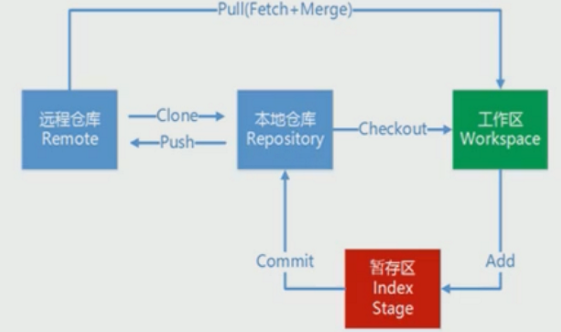 Pull(Fetch+Merge)
远程仓库
Remote
Clone
Push
本地仓库
Repository
Checkout
工作区
Workspace
Commit
暂存区
Index
Stage
Add